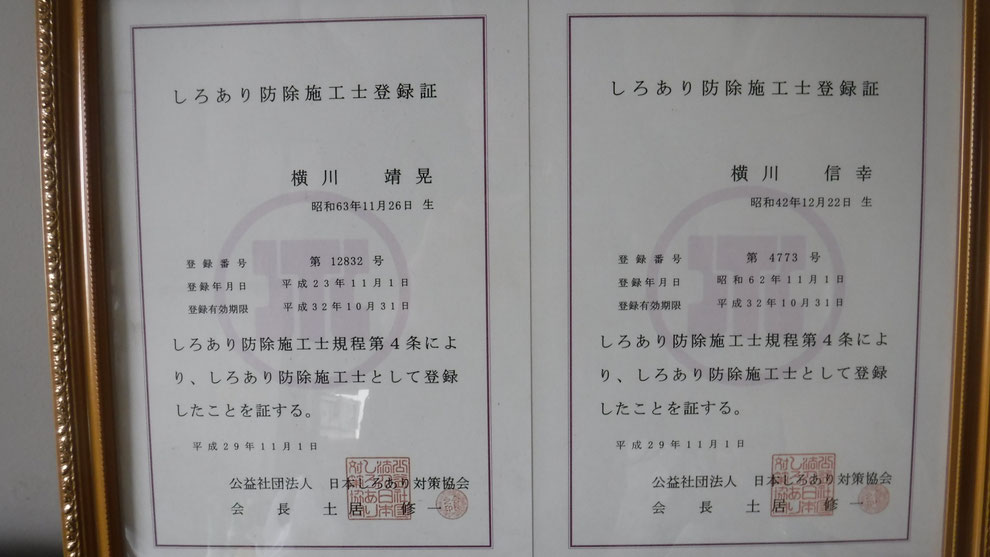 しろあり防除施工士登録証
横川 靖晃
昭和63年11月26日 生
登録番号 第 12832 号
登録年月日 平成23年11月1日
登録有効期限 平成32年10月31日
しろあり防除施工士規程第4条によ
り、しろあり防除施工士として登録
したことを証する。
平成29年11月1日
公益社団法人 日本しろあり対策協会
会長 土居 修一
しろあり防除施工士登録証
横川 信幸
昭和42年12月22日 生
登録番号 第 4773 号
登録年月日 昭和62年11月1日
登録有効期限 平成32年10月31日
しろあり防除施工士規程第4条によ
り、しろあり防除施工士として登録
したことを証する。
平成29年11月1日
公益社団法人 日本しろあり対策協会
会長 土居 修一